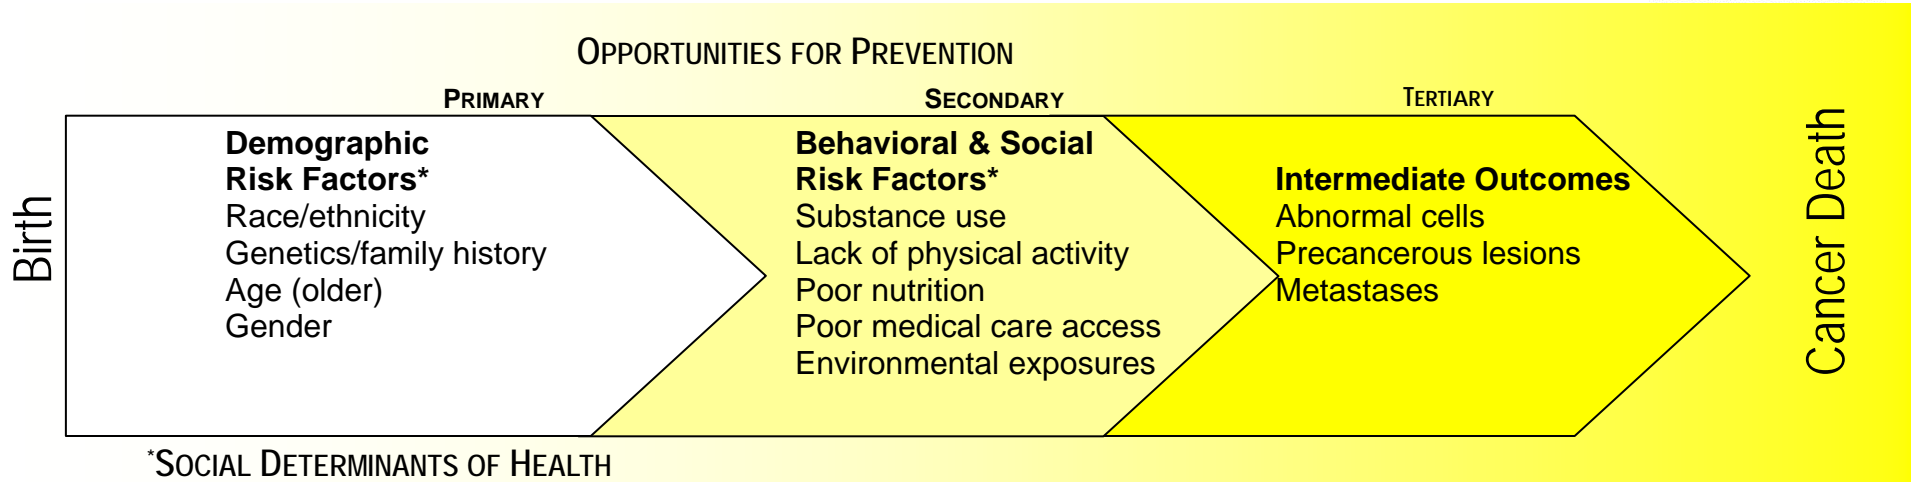 OPPORTUNITIES FOR PREVENTION
PRIMARY
SECONDARY
TERTIARY
Birth
Demographic
Risk Factors*
Race/ethnicity
Genetics/family history
Age (older)
Gender
Behavioral & Social
Risk Factors*
Substance use
Lack of physical activity
Poor nutrition
Poor medical care access
Environmental exposures
Intermediate Outcomes
Abnormal cells
Precancerous lesions
Metastases
Cancer Death
*SOCIAL DETERMINANTS OF HEALTH